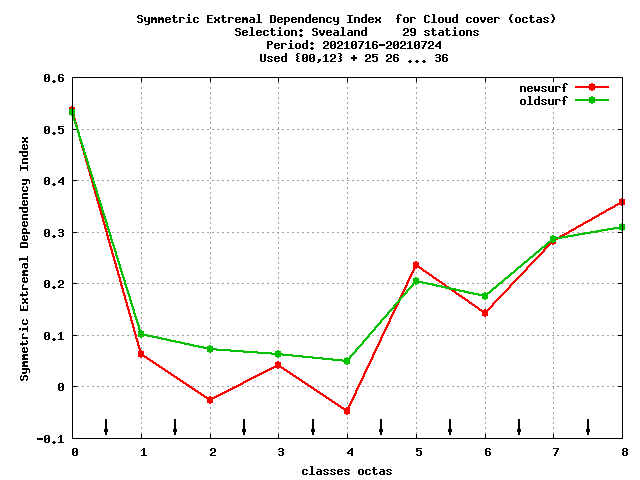 Symmetric Extremal Dependency Index  for Cloud cover (octas)
Selection: Svealand     29 stations
Period: 20210716-20210724
Used {00,12} + 25 26 ... 36
newsurf
oldsurf
Symmetric Extremal Dependency Index
0.6
0.5
0.4
0.3
0.2
0.1
0
-0.1
0 1 2 3 4 5 6 7 8
classes octas